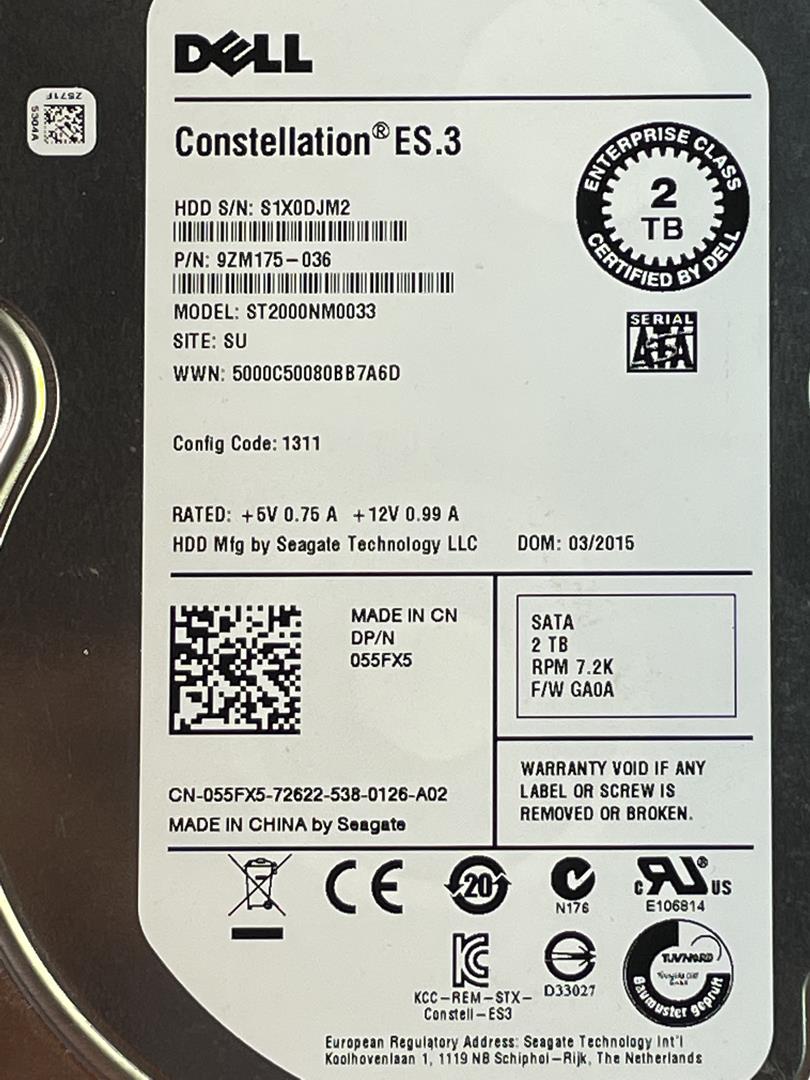 DELL
Z571F
5304A
Constellation® ES.3
ENTERPRISE CLASS
2
TB
CERTIFIED BY DELL
HDD S/N: S1X0DJM2
P/N: 9ZM175-036
MODEL: ST2000NM0033
SERIAL
ATA
SITE: SU
WWN: 5000C50080BB7A6D
Config Code: 1311
RATED: +5V 0.75 A +12V 0.99 A
HDD Mfg by Seagate Technology LLC DOM: 03/2015
MADE IN CN
DP/N
055FX5
SATA
2 TB
RPM 7.2K
F/W GA0A
CN-055FX5-72622-538-0126-A02
MADE IN CHINA by Seagate
WARRANTY VOID IF ANY
LABEL OR SCREW IS
REMOVED OR BROKEN.
CE
20
N176
c RU® US
E106814
D33027
TUVNORD
Baumuster geprüft
KCC-REM-STX-
Constell-ES3
European Regulatory Address: Seagate Technology Int'l
Koolhovenlaan 1, 1119 NB Schiphol-Rijk, The Netherlands